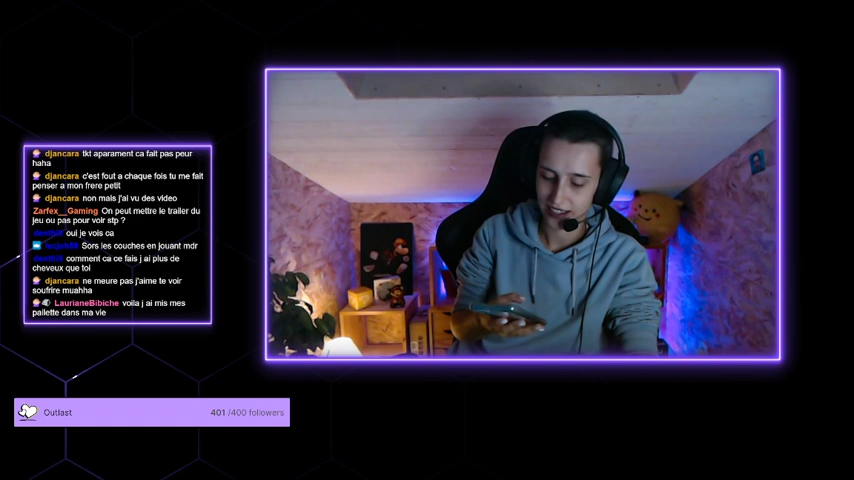 djancara tkt aparament ca fait pas peur
haha
djancara c'est fout a chaque fois tu me fait
penser a mon frere petit
djancara non mais j'ai vu des video
Zarfex__Gaming On peut mettre le trailer du
jeu ou pas pour voir stp ?
oui je vois ca
Sors les couches en jouant mdr
comment ca ce fais j ai plus de
cheveux que toi
djancara ne meure pas j'aime te voir
soufrire muahha
LaurianeBibiche voila j ai mis mes
pailette dans ma vie
Outlast 401 /400 followers